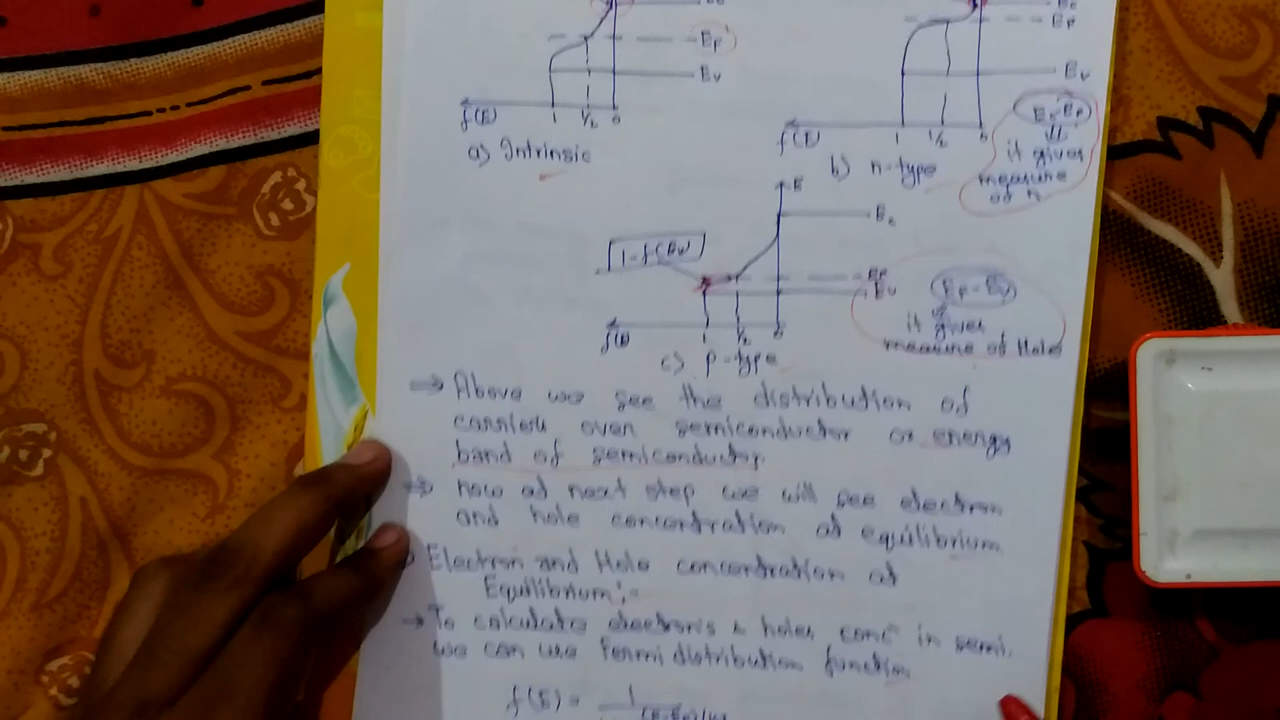 EF
EF
Ev
Ev
f(E) 1 1/2 0
a) Intrinsic
f(E) 1 1/2 0
b) n-type
Ec-EF
it gives
measure
of n
E
Ec
1-f(Ev)
EF
Ev
EF-Ev
it gives
measure of Hole
f(E) 1 1/2 0
c) p-type
⇒ Above we see the distribution of
carriers over semiconductor or energy
band of semiconductor
⇒ now at next step we will see electron
and hole concentration at equilibrium
Electron and Hole concentration at
Equilibrium:-
→ To calculate electrons & holes conc in semi.
we can use Fermi distribution function
f(E) = 1